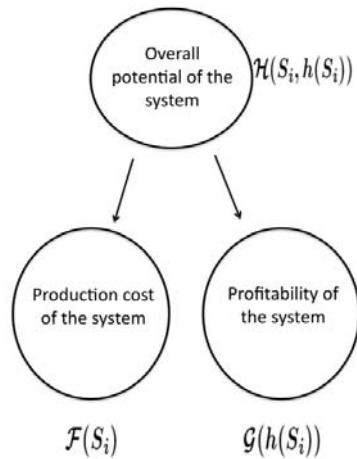 Overall
potential of the
system
ℋ(Sᵢ, h(Sᵢ))
Production cost
of the system
Profitability of
the system
ℱ(Sᵢ)
𝒢(h(Sᵢ))